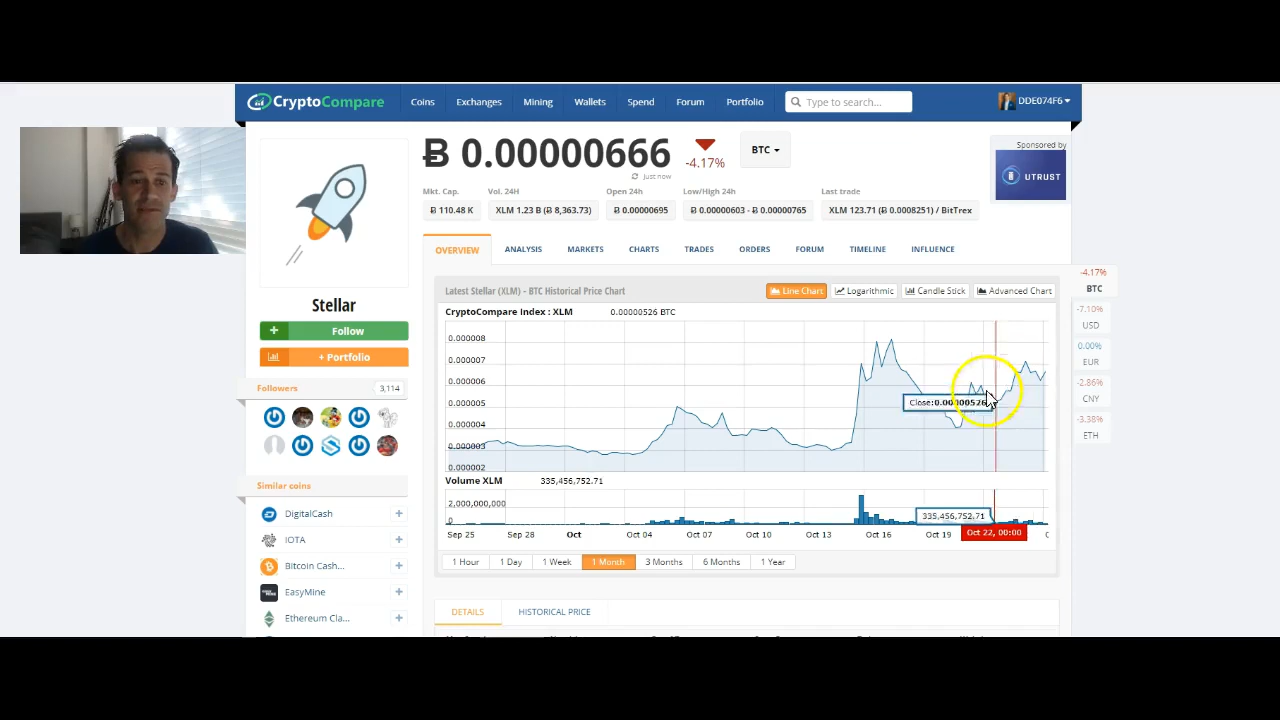 CryptoCompare Coins Exchanges Mining Wallets Spend Forum Portfolio Type to search... DDE074F6
Ƀ 0.00000666 -4.17% BTC
Just now
Sponsored by
UTRUST
Mkt. Cap. Vol. 24H Open 24h Low/High 24h Last trade
Ƀ 110.48 K XLM 1.23 B (Ƀ 8,363.73) Ƀ 0.00000695 Ƀ 0.00000603 - Ƀ 0.00000765 XLM 123.71 (Ƀ 0.0008251) / BitTrex
OVERVIEW ANALYSIS MARKETS CHARTS TRADES ORDERS FORUM TIMELINE INFLUENCE
Stellar
+ Follow
+ Portfolio
Followers 3,114
Similar coins
DigitalCash +
IOTA +
Bitcoin Cash... +
EasyMine +
Ethereum Cla... +
Latest Stellar (XLM) - BTC Historical Price Chart Line Chart Logarithmic Candle Stick Advanced Chart
CryptoCompare Index : XLM 0.00000526 BTC
0.000008
0.000007
0.000006
0.000005
0.000004
0.000003
0.000002
Close:0.00000526
Volume XLM 335,456,752.71
2,000,000,000
0
335,456,752.71
Sep 25 Sep 28 Oct Oct 04 Oct 07 Oct 10 Oct 13 Oct 16 Oct 19 Oct 22, 00:00
1 Hour 1 Day 1 Week 1 Month 3 Months 6 Months 1 Year
DETAILS HISTORICAL PRICE
-4.17%
BTC
-7.10%
USD
0.00%
EUR
-2.86%
CNY
-3.38%
ETH